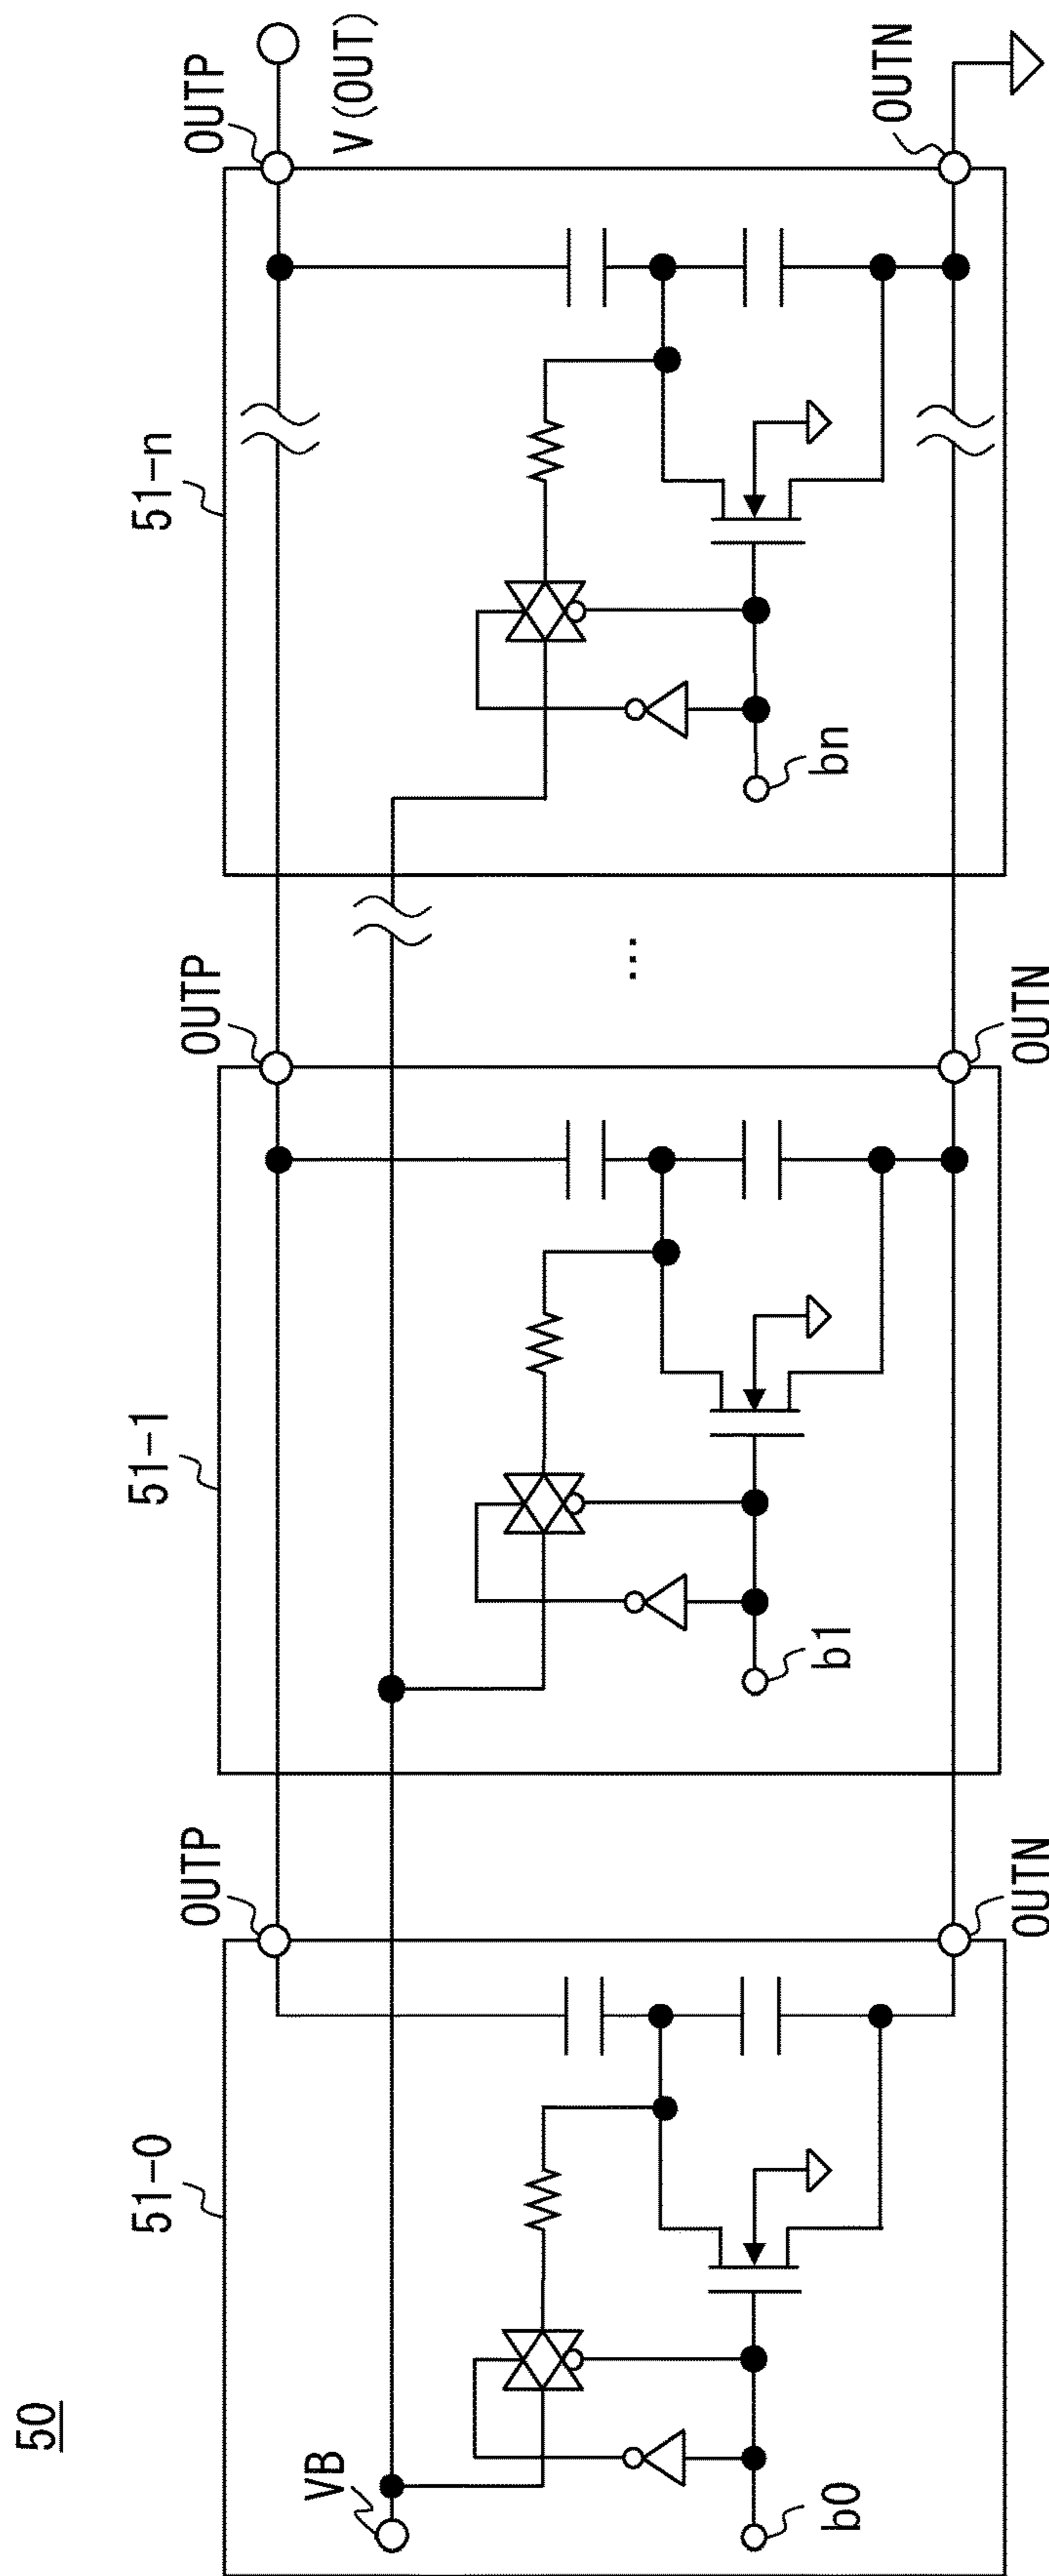 50
51-0
51-1
51-n
OUTP
OUTP
OUTP
V(OUT)
VB
...
b0
b1
bn
OUTN
OUTN
OUTN